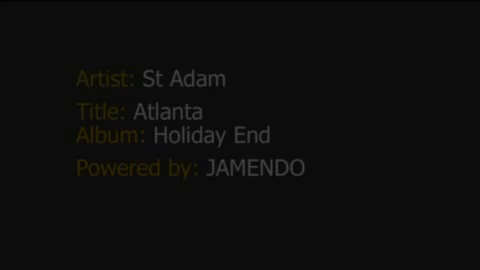 Artist: St Adam
Title: Atlanta
Album: Holiday End
Powered by: JAMENDO